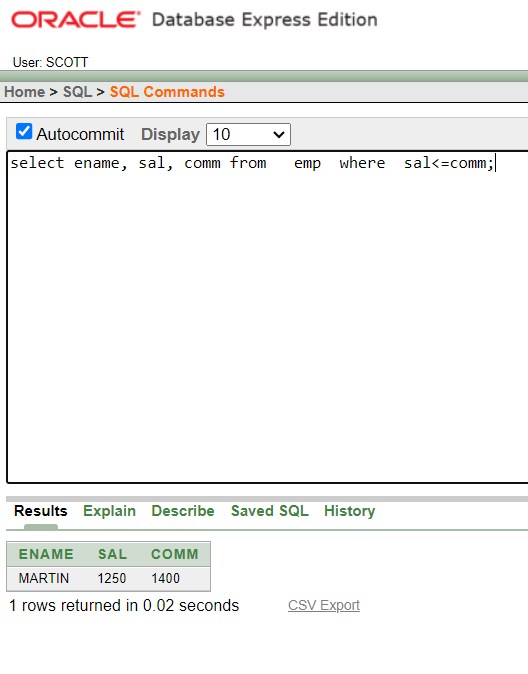 ORACLE Database Express Edition
User: SCOTT
Home > SQL > SQL Commands
Autocommit Display 10
select ename, sal, comm from   emp  where  sal<=comm;
Results Explain Describe Saved SQL History
ENAME SAL COMM
MARTIN 1250 1400
1 rows returned in 0.02 seconds CSV Export